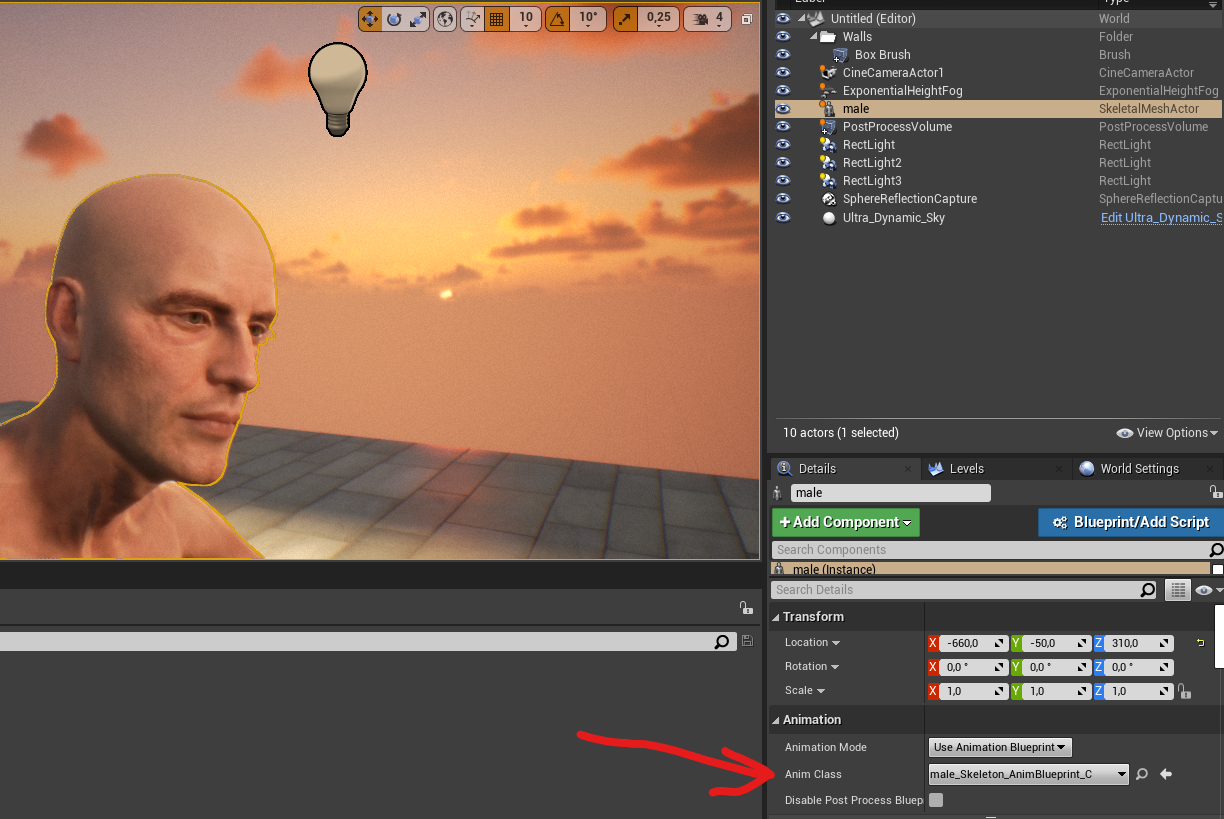 10
10°
0,25
4
Label
Type
Untitled (Editor) World
Walls Folder
Box Brush Brush
CineCameraActor1 CineCameraActor
ExponentialHeightFog ExponentialHeightFog
male SkeletalMeshActor
PostProcessVolume PostProcessVolume
RectLight RectLight
RectLight2 RectLight
RectLight3 RectLight
SphereReflectionCapture SphereReflectionCaptu
Ultra_Dynamic_Sky Edit Ultra_Dynamic_S
10 actors (1 selected) View Options
Details Levels World Settings
male
+Add Component Blueprint/Add Script
Search Components
male (Instance)
Search Details
Transform
Location X -660,0 Y -50,0 Z 310,0
Rotation X 0,0 ° Y 0,0 ° Z 0,0 °
Scale X 1,0 Y 1,0 Z 1,0
Animation
Animation Mode Use Animation Blueprint
Anim Class male_Skeleton_AnimBlueprint_C
Disable Post Process Bluep